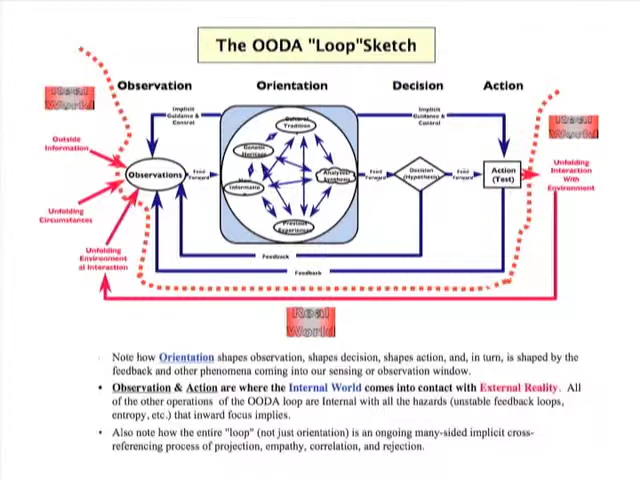 The OODA "Loop"Sketch
Observation
Orientation
Decision
Action
Real
World
Implicit
Guidance &
Control
Cultural
Tradition
Implicit
Guidance &
Control
Real
World
Outside
Information
Genetic
Heritage
Observations
Feed
Forward
Analyses
Synthesis
Feed
Forward
Decision
(Hypothesis)
Feed
Forward
Action
(Test)
Unfolding
Interaction
With
Environment
New
Informatio
Unfolding
Circumstances
Previous
Experience
Unfolding
Environment
al Interaction
Feedback
Feedback
Real
World
Note how Orientation shapes observation, shapes decision, shapes action, and, in turn, is shaped by the
feedback and other phenomena coming into our sensing or observation window.
• Observation & Action are where the Internal World comes into contact with External Reality. All
of the other operations of the OODA loop are Internal with all the hazards (unstable feedback loops,
entropy, etc.) that inward focus implies.
• Also note how the entire "loop" (not just orientation) is an ongoing many-sided implicit cross-
referencing process of projection, empathy, correlation, and rejection.